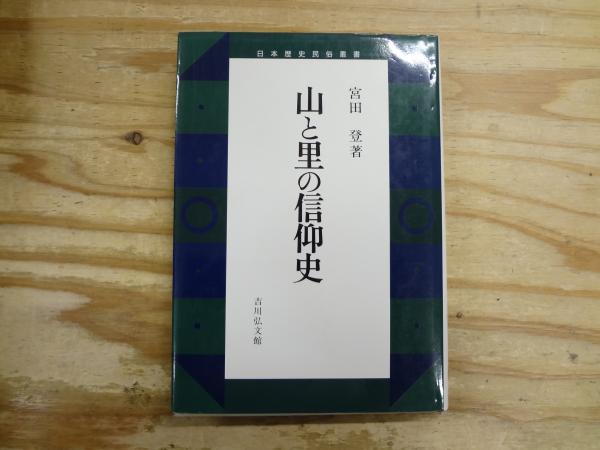 日本歴史民俗叢書
宮田登著
山と里の信仰史
吉川弘文館